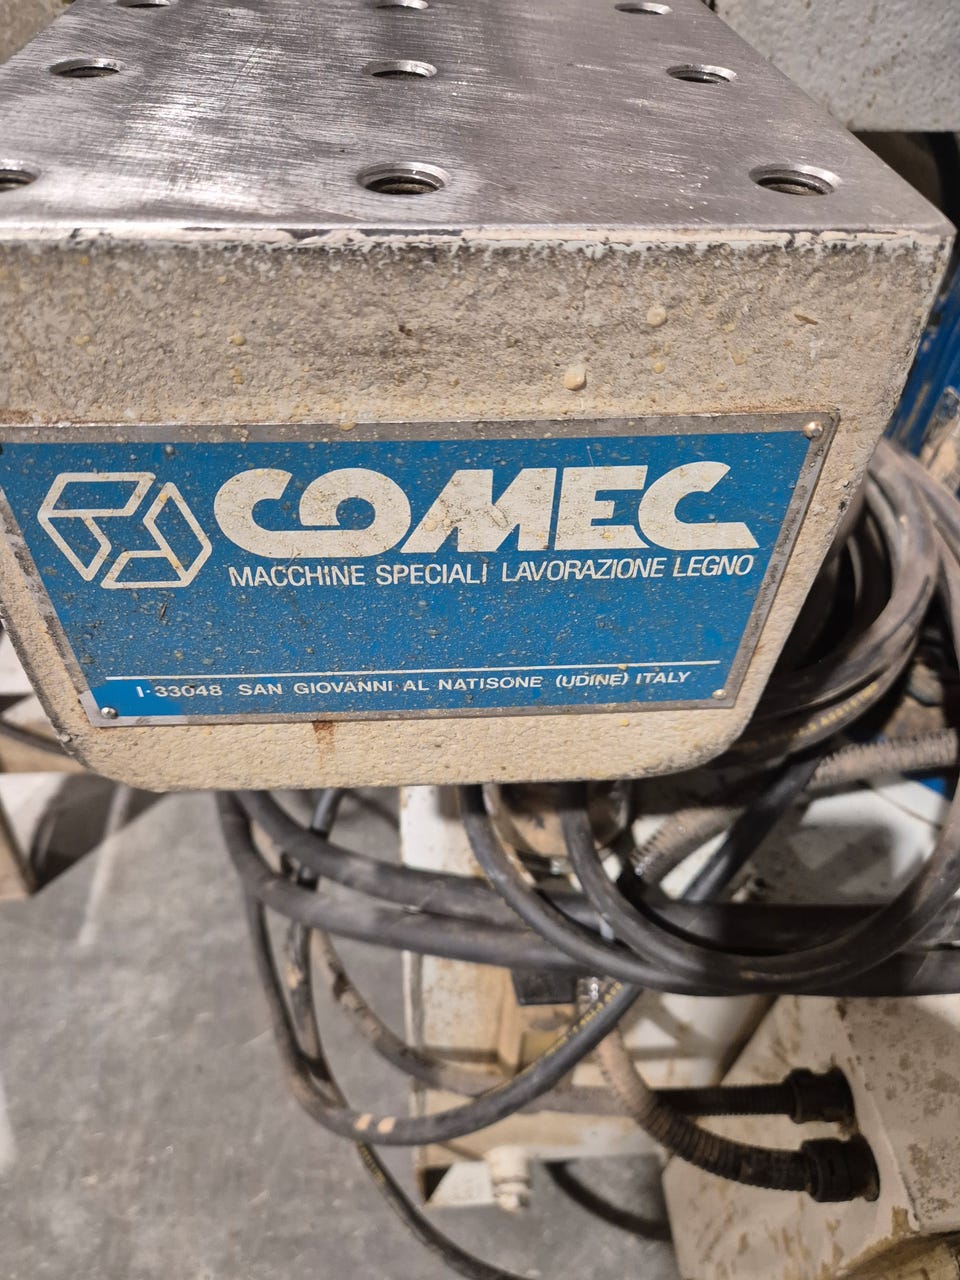 COMEC
MACCHINE SPECIALI LAVORAZIONE LEGNO
I-33048 SAN GIOVANNI AL NATISONE (UDINE) ITALY